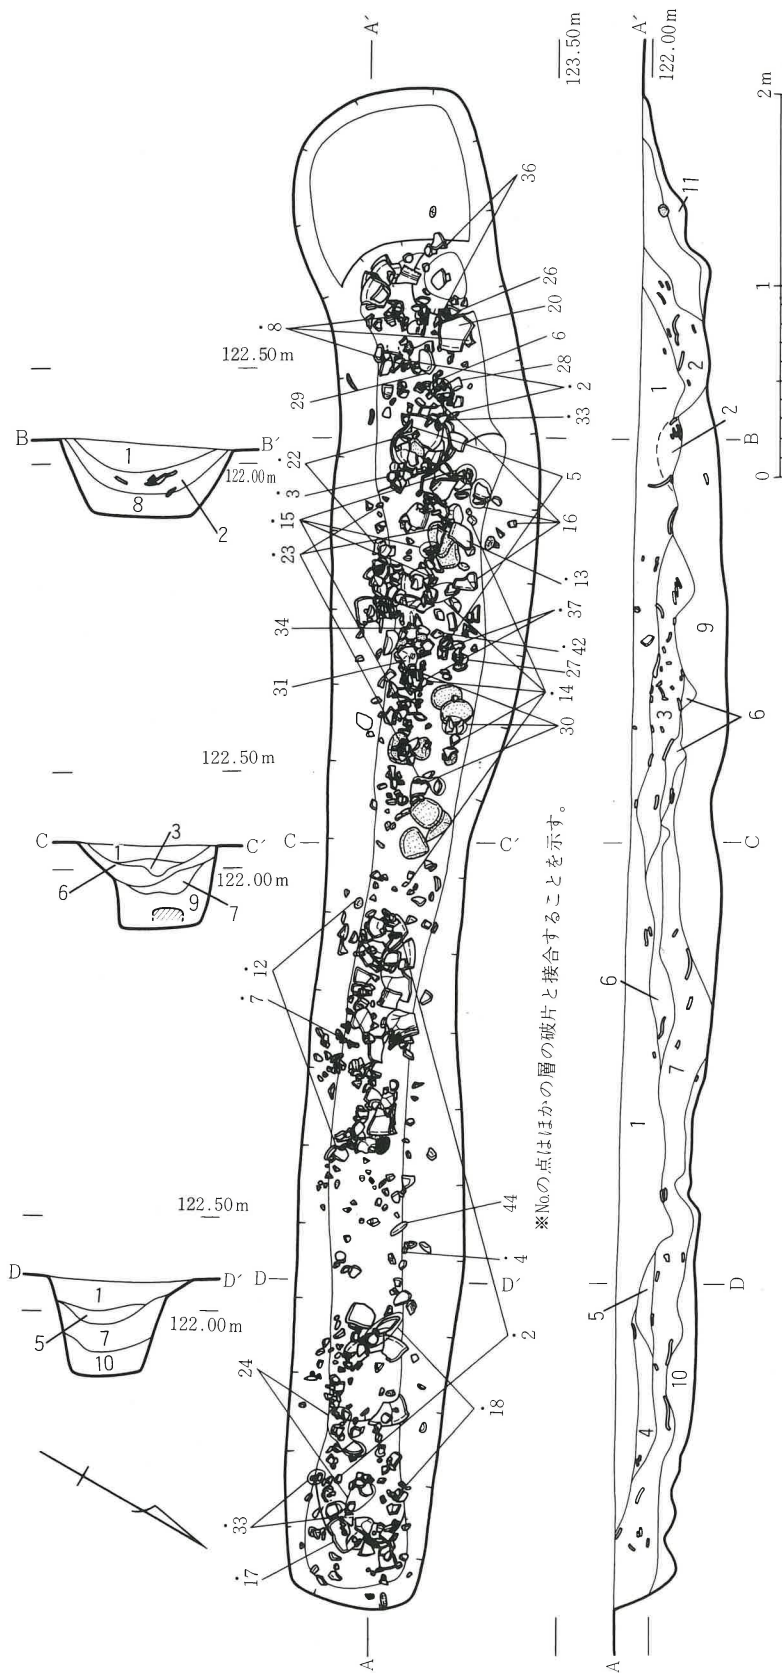 A′
A′
123.50m
122.00m
2m
1
0
36
11
26
20
6
28
・2
・33
・8
122.50m
29
1
2
2
B
B′
B
1
8
2
122.00m
・22
・3
・15
・23
5
16
・13
・37
・42
27
・14
30
34
31
9
3
6
122.50m
C
C′
C
C′
C
1
3
6
9
7
122.00m
※No.の点はほかの層の破片と接合することを示す。
・12
・7
6
7
1
122.50m
44
・4
D
D′
D
D′
D
1
5
7
10
122.00m
5
・2
・18
24
10
4
・33
・17
A
A